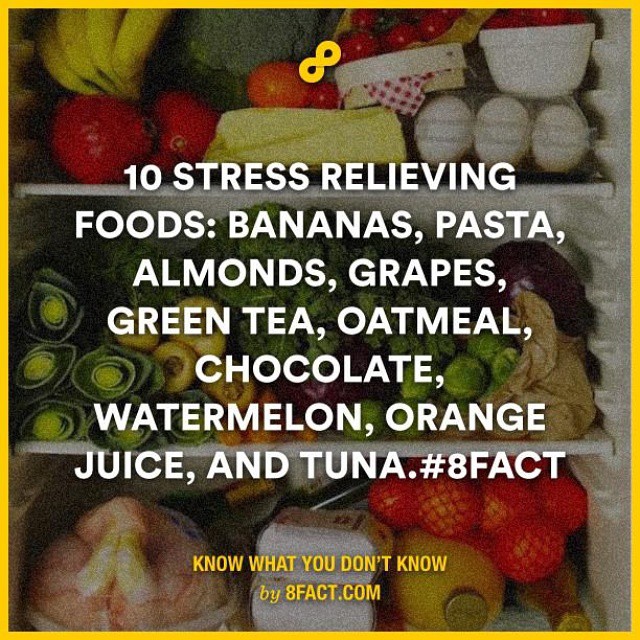 10 STRESS RELIEVING
FOODS: BANANAS, PASTA,
ALMONDS, GRAPES,
GREEN TEA, OATMEAL,
CHOCOLATE,
WATERMELON, ORANGE
JUICE, AND TUNA.#8FACT
KNOW WHAT YOU DON'T KNOW
by 8FACT.COM